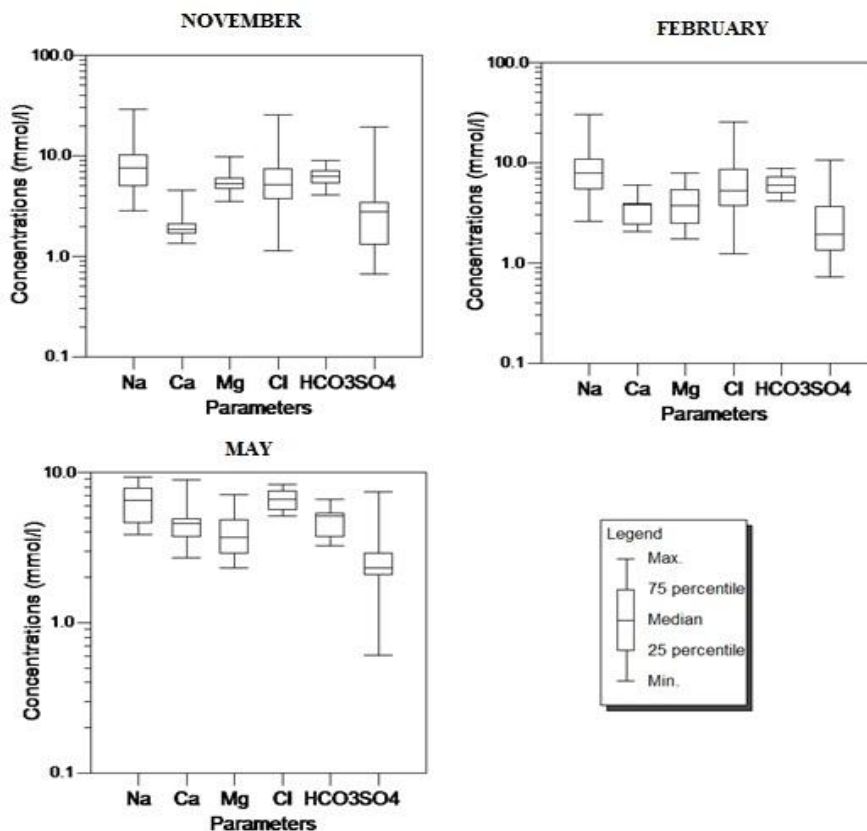 NOVEMBER
100.0
10.0
1.0
0.1
Concentrations (mmol/l)
Na Ca Mg Cl HCO3SO4
Parameters
FEBRUARY
100.0
10.0
1.0
0.1
Concentrations (mmol/l)
Na Ca Mg Cl HCO3SO4
Parameters
MAY
10.0
1.0
0.1
Concentrations (mmol/l)
Na Ca Mg Cl HCO3SO4
Parameters
Legend
Max.
75 percentile
Median
25 percentile
Min.